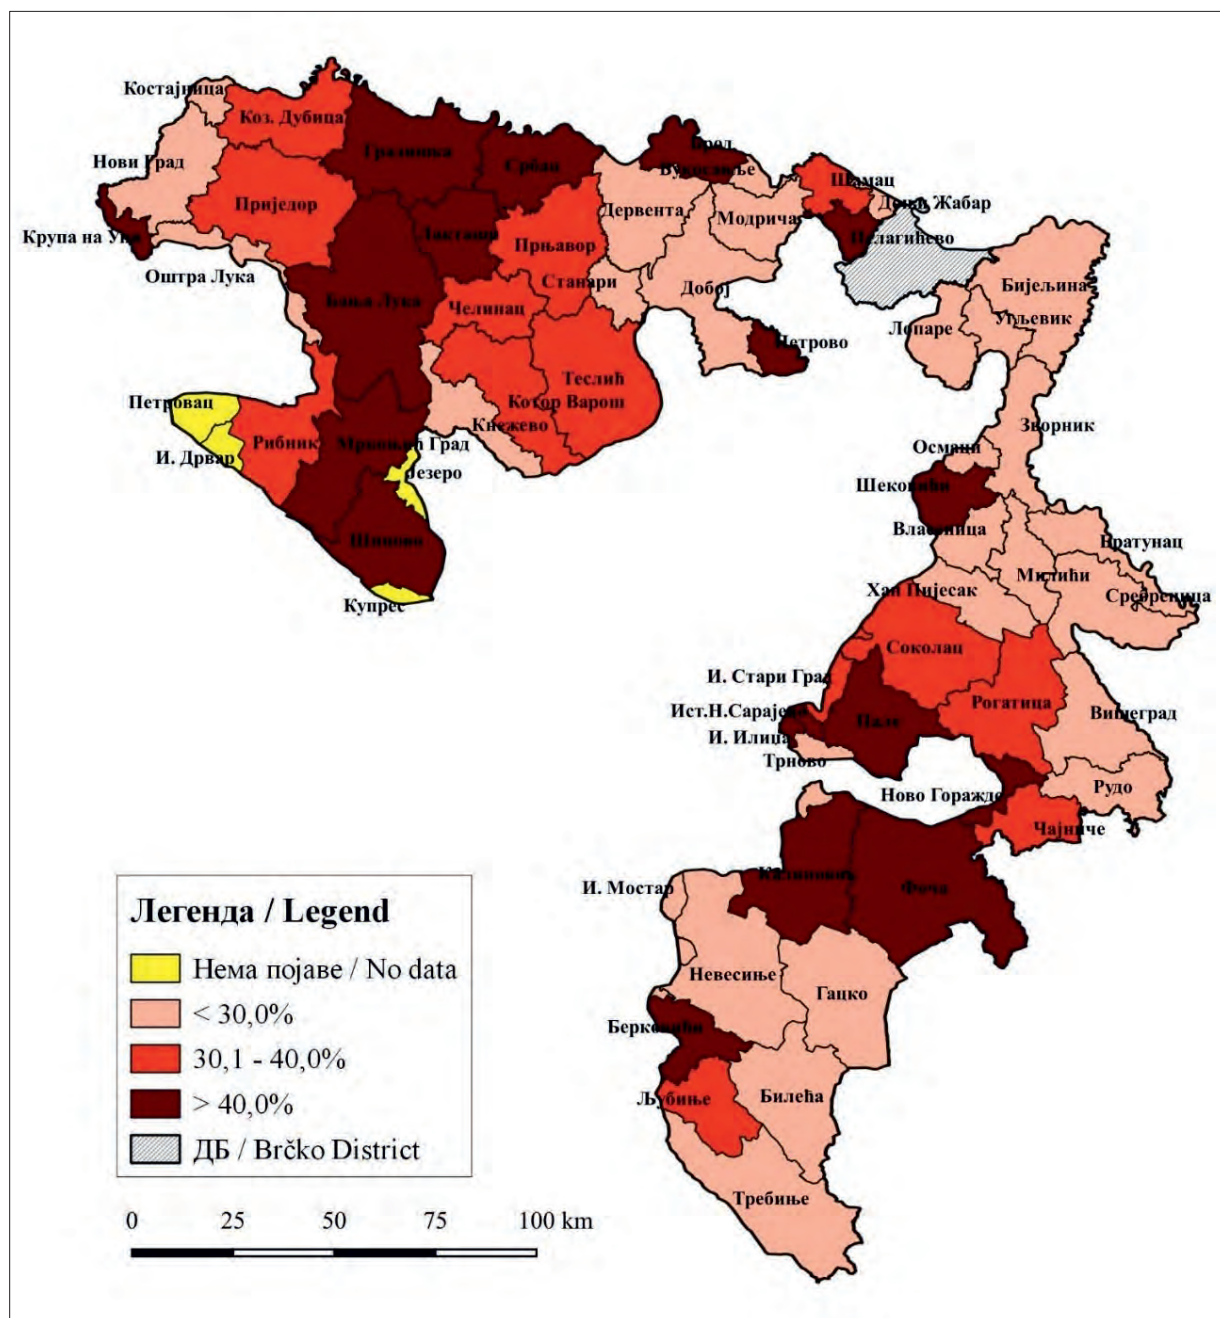 Костајница
Коз. Дубица
Градишка
Србац
Брод
Вукосавље
Нови Град
Приједор
Шамац
Доњи Жабар
Дервента
Модрича
Крупа на Уни
Лакташи
Прњавор
Пелагићево
Оштра Лука
Станари
Добој
Бијељина
Бања Лука
Челинац
Лопаре
Угљевик
Петрово
Теслић
Петровац
Котор Варош
Рибник
Кнежево
Зворник
И. Дрвар
Мркоњић Град
Језеро
Осмаци
Шековићи
Шипово
Власеница
Братунац
Милићи
Хан Пијесак
Сребреница
Купрес
Соколац
И. Стари Град
Рогатица
Ист.Н.Сарајево
Пале
Вишеград
И. Илиџа
Трново
Рудо
Ново Горажде
Чајниче
Калиновик
Фоча
И. Мостар
Невесиње
Гацко
Берковићи
Љубиње
Билећа
Требиње
Легенда / Legend
Нема појаве / No data
< 30,0%
30,1 - 40,0%
> 40,0%
ДБ / Brčko District
0 25 50 75 100 km